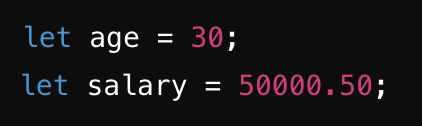 let age = 30;
let salary = 50000.50;